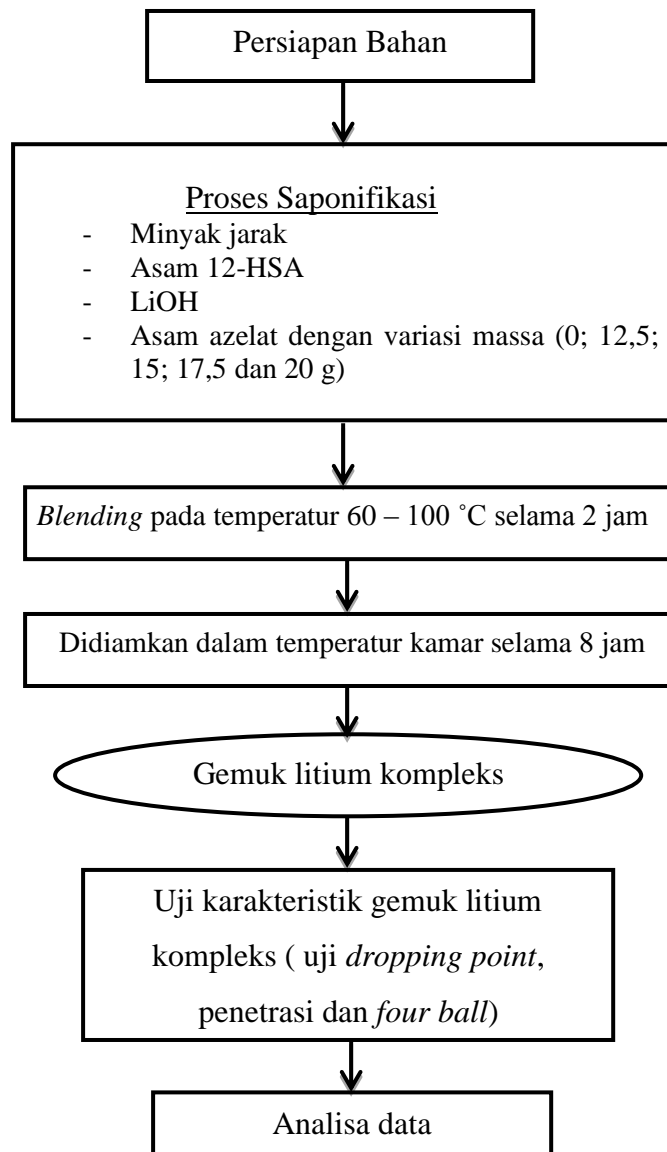 Persiapan Bahan
Proses Saponifikasi
- Minyak jarak
- Asam 12-HSA
- LiOH
- Asam azelat dengan variasi massa (0; 12,5;
15; 17,5 dan 20 g)
Blending pada temperatur 60 – 100 ˚C selama 2 jam
Didiamkan dalam temperatur kamar selama 8 jam
Gemuk litium kompleks
Uji karakteristik gemuk litium
kompleks ( uji dropping point,
penetrasi dan four ball)
Analisa data